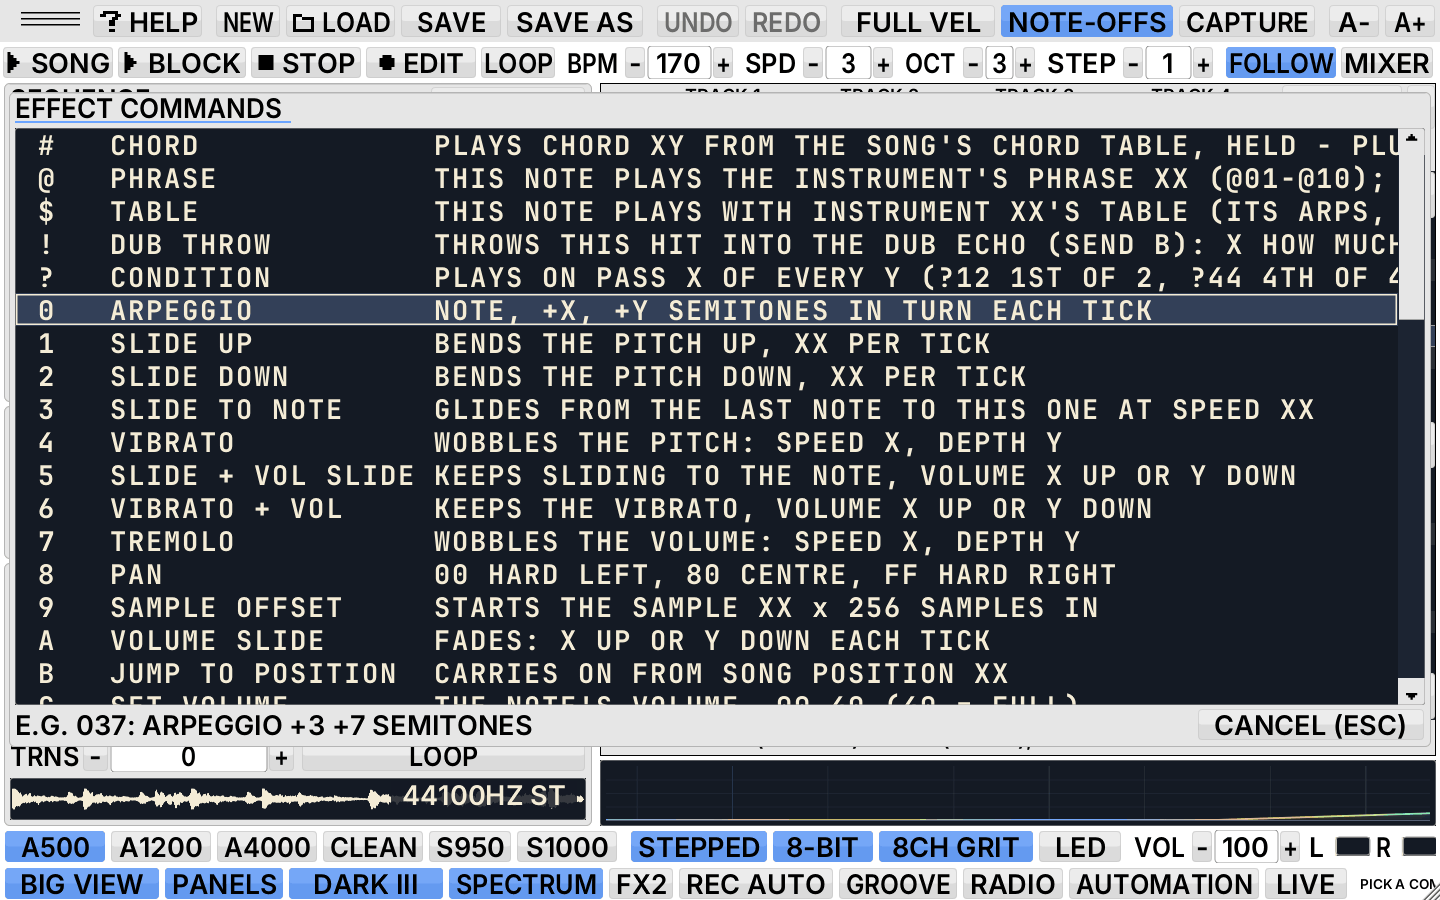 ? HELP NEW LOAD SAVE SAVE AS UNDO REDO FULL VEL NOTE-OFFS CAPTURE A- A+
SONG BLOCK STOP EDIT LOOP BPM - 170 + SPD - 3 + OCT - 3 + STEP - 1 + FOLLOW MIXER
EFFECT COMMANDS
# CHORD PLAYS CHORD XY FROM THE SONG'S CHORD TABLE, HELD - PLU
@ PHRASE THIS NOTE PLAYS THE INSTRUMENT'S PHRASE XX (@01-@10);
$ TABLE THIS NOTE PLAYS WITH INSTRUMENT XX'S TABLE (ITS ARPS,
! DUB THROW THROWS THIS HIT INTO THE DUB ECHO (SEND B): X HOW MUCH
? CONDITION PLAYS ON PASS X OF EVERY Y (?12 1ST OF 2, ?44 4TH OF 4
0 ARPEGGIO NOTE, +X, +Y SEMITONES IN TURN EACH TICK
1 SLIDE UP BENDS THE PITCH UP, XX PER TICK
2 SLIDE DOWN BENDS THE PITCH DOWN, XX PER TICK
3 SLIDE TO NOTE GLIDES FROM THE LAST NOTE TO THIS ONE AT SPEED XX
4 VIBRATO WOBBLES THE PITCH: SPEED X, DEPTH Y
5 SLIDE + VOL SLIDE KEEPS SLIDING TO THE NOTE, VOLUME X UP OR Y DOWN
6 VIBRATO + VOL KEEPS THE VIBRATO, VOLUME X UP OR Y DOWN
7 TREMOLO WOBBLES THE VOLUME: SPEED X, DEPTH Y
8 PAN 00 HARD LEFT, 80 CENTRE, FF HARD RIGHT
9 SAMPLE OFFSET STARTS THE SAMPLE XX x 256 SAMPLES IN
A VOLUME SLIDE FADES: X UP OR Y DOWN EACH TICK
B JUMP TO POSITION CARRIES ON FROM SONG POSITION XX
C SET VOLUME THE NOTE'S VOLUME, 00-40 (40 = FULL)
E.G. 037: ARPEGGIO +3 +7 SEMITONES CANCEL (ESC)
TRNS - 0 + LOOP
44100HZ ST
A500 A1200 A4000 CLEAN S950 S1000 STEPPED 8-BIT 8CH GRIT LED VOL - 100 + L R
BIG VIEW PANELS DARK III SPECTRUM FX2 REC AUTO GROOVE RADIO AUTOMATION LIVE PICK A COM